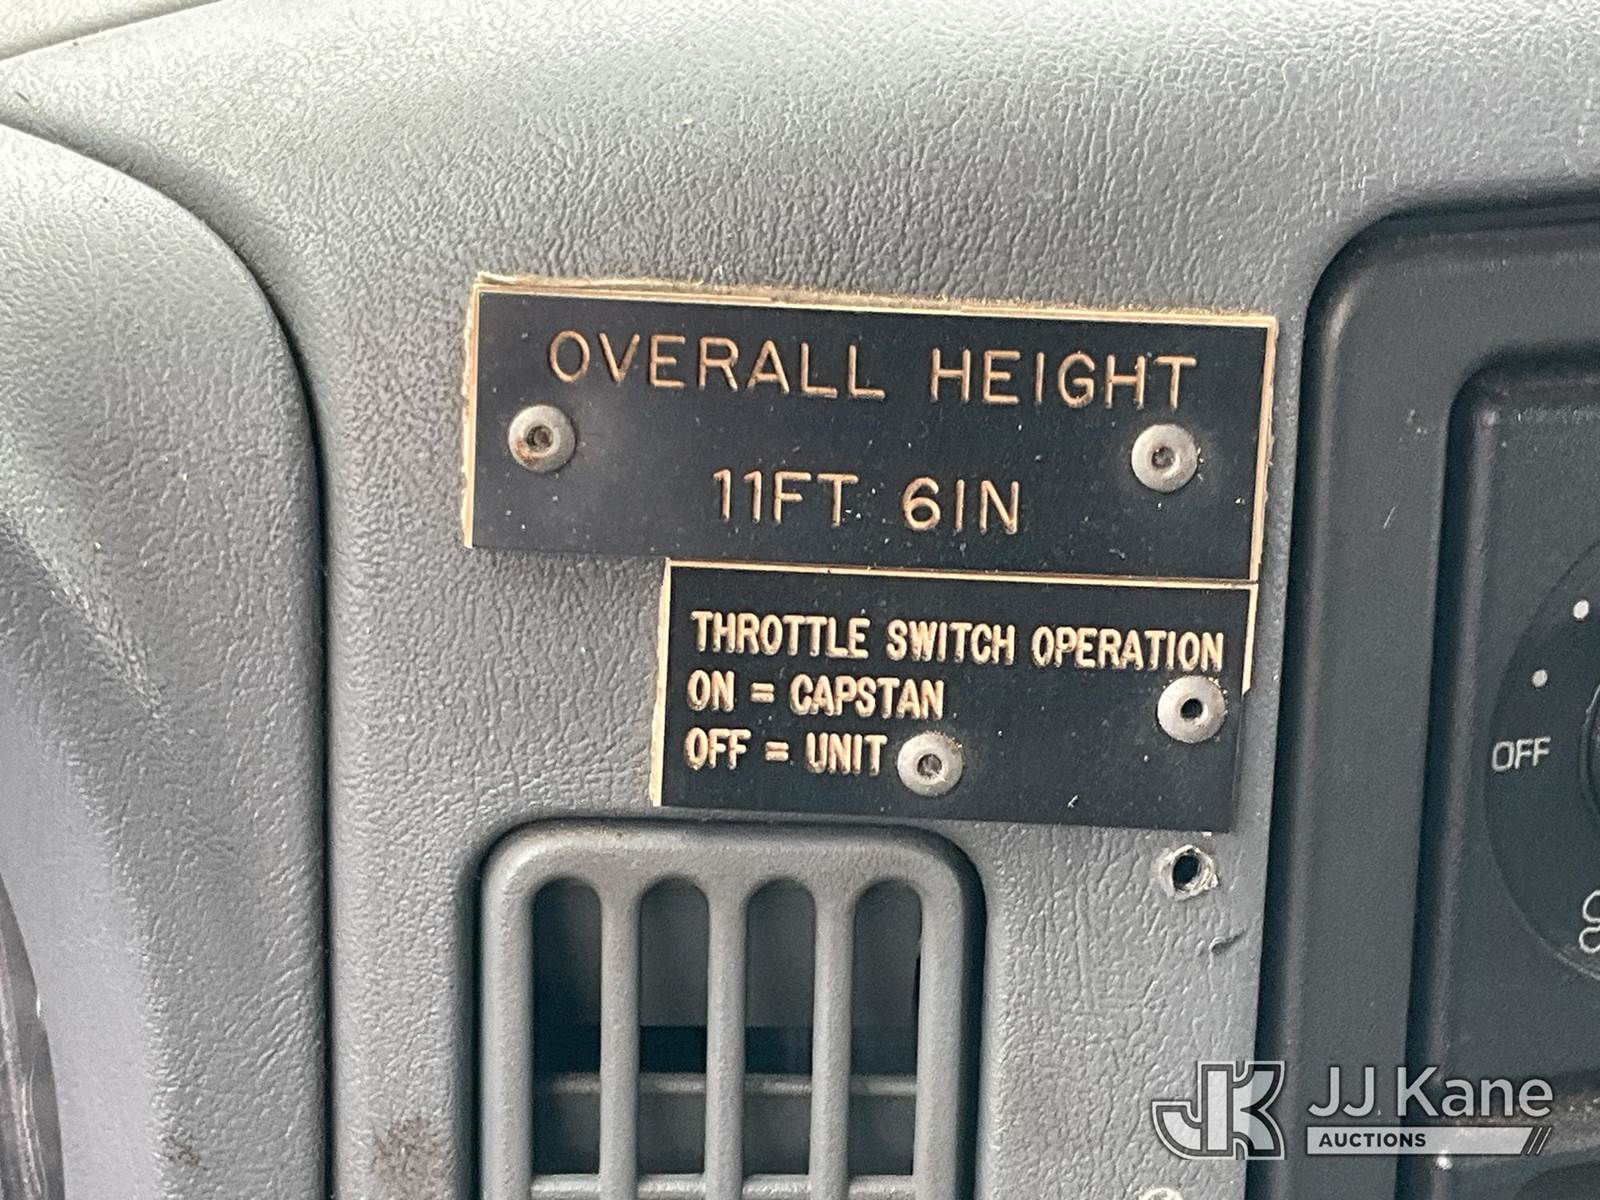 OVERALL HEIGHT
11FT 6IN
THROTTLE SWITCH OPERATION
ON = CAPSTAN
OFF = UNIT
OFF
JJ Kane
AUCTIONS